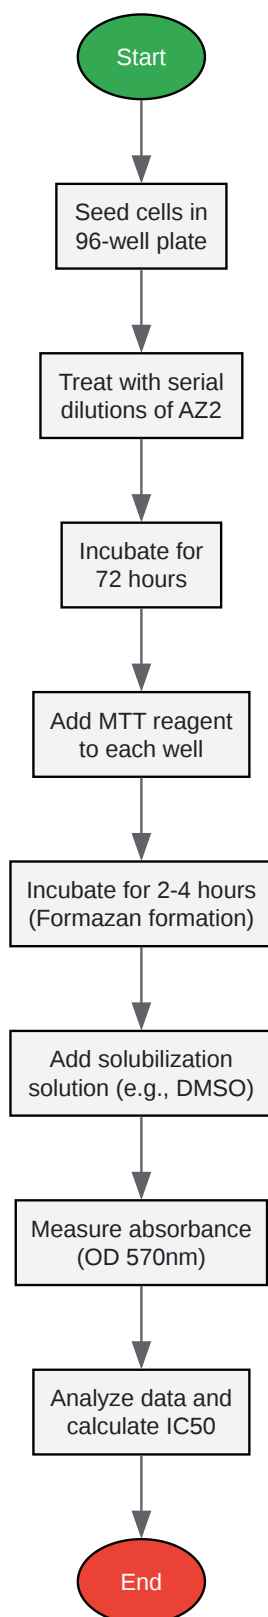 Start
Seed cells in
96-well plate
Treat with serial
dilutions of AZ2
Incubate for
72 hours
Add MTT reagent
to each well
Incubate for 2-4 hours
(Formazan formation)
Add solubilization
solution (e.g., DMSO)
Measure absorbance
(OD 570nm)
Analyze data and
calculate IC50
End